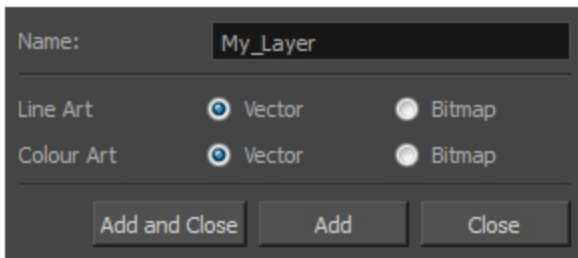 Name: My_Layer
Line Art Vector Bitmap
Colour Art Vector Bitmap
Add and Close Add Close